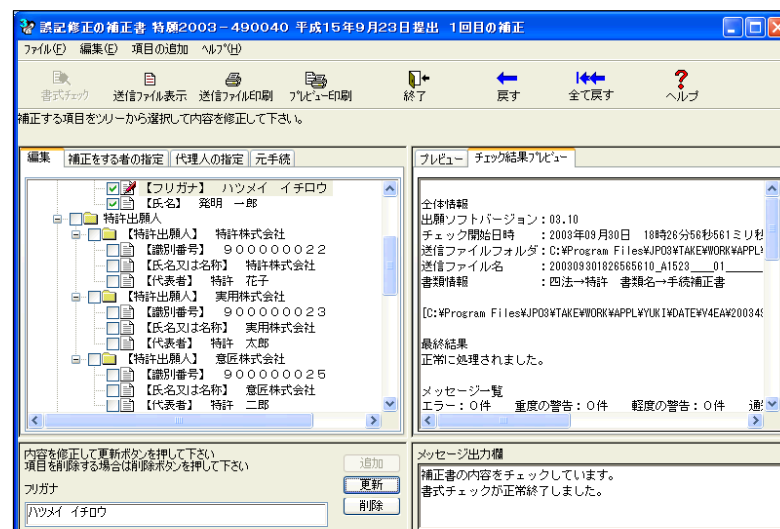 誤記修正の補正書 特願2003-490040 平成15年9月23日提出 1回目の補正
ファイル(F) 編集(E) 項目の追加 ヘルプ(H)
書式チェック 送信ファイル表示 送信ファイル印刷 プレビュー印刷 終了 戻す 全て戻す ヘルプ
補正する項目をツリーから選択して内容を修正して下さい。
編集 補正をする者の指定 代理人の指定 元手続
【フリガナ】 ハツメイ イチロウ
【氏名】 発明 一郎
特許出願人
【特許出願人】 特許株式会社
【識別番号】 900000022
【氏名又は名称】 特許株式会社
【代表者】 特許 花子
【特許出願人】 実用株式会社
【識別番号】 900000023
【氏名又は名称】 実用株式会社
【代表者】 特許 太郎
【特許出願人】 意匠株式会社
【識別番号】 900000025
【氏名又は名称】 意匠株式会社
【代表者】 特許 二郎
内容を修正して更新ボタンを押して下さい
項目を削除する場合は削除ボタンを押して下さい
フリガナ
ハツメイ イチロウ
追加
更新
削除
プレビュー チェック結果プレビュー
全体情報
出願ソフトバージョン:03.10
チェック開始日時 :2003年09月30日 18時26分56秒561ミリ秒
送信ファイルフォルダ:C:¥Program Files¥JPO3¥TAKE¥WORK¥APPL¥
送信ファイル名 :200309301826565610_A1523____01______
書類情報 :四法→特許 書類名→手続補正書
[C:¥Program Files¥JPO3¥TAKE¥WORK¥APPL¥YUKI¥DATE¥Y4EA¥200349
最終結果
正常に処理されました。
メッセージ一覧
エラー:0件 重度の警告:0件 軽度の警告:0件 通
メッセージ出力欄
補正書の内容をチェックしています。
書式チェックが正常終了しました。